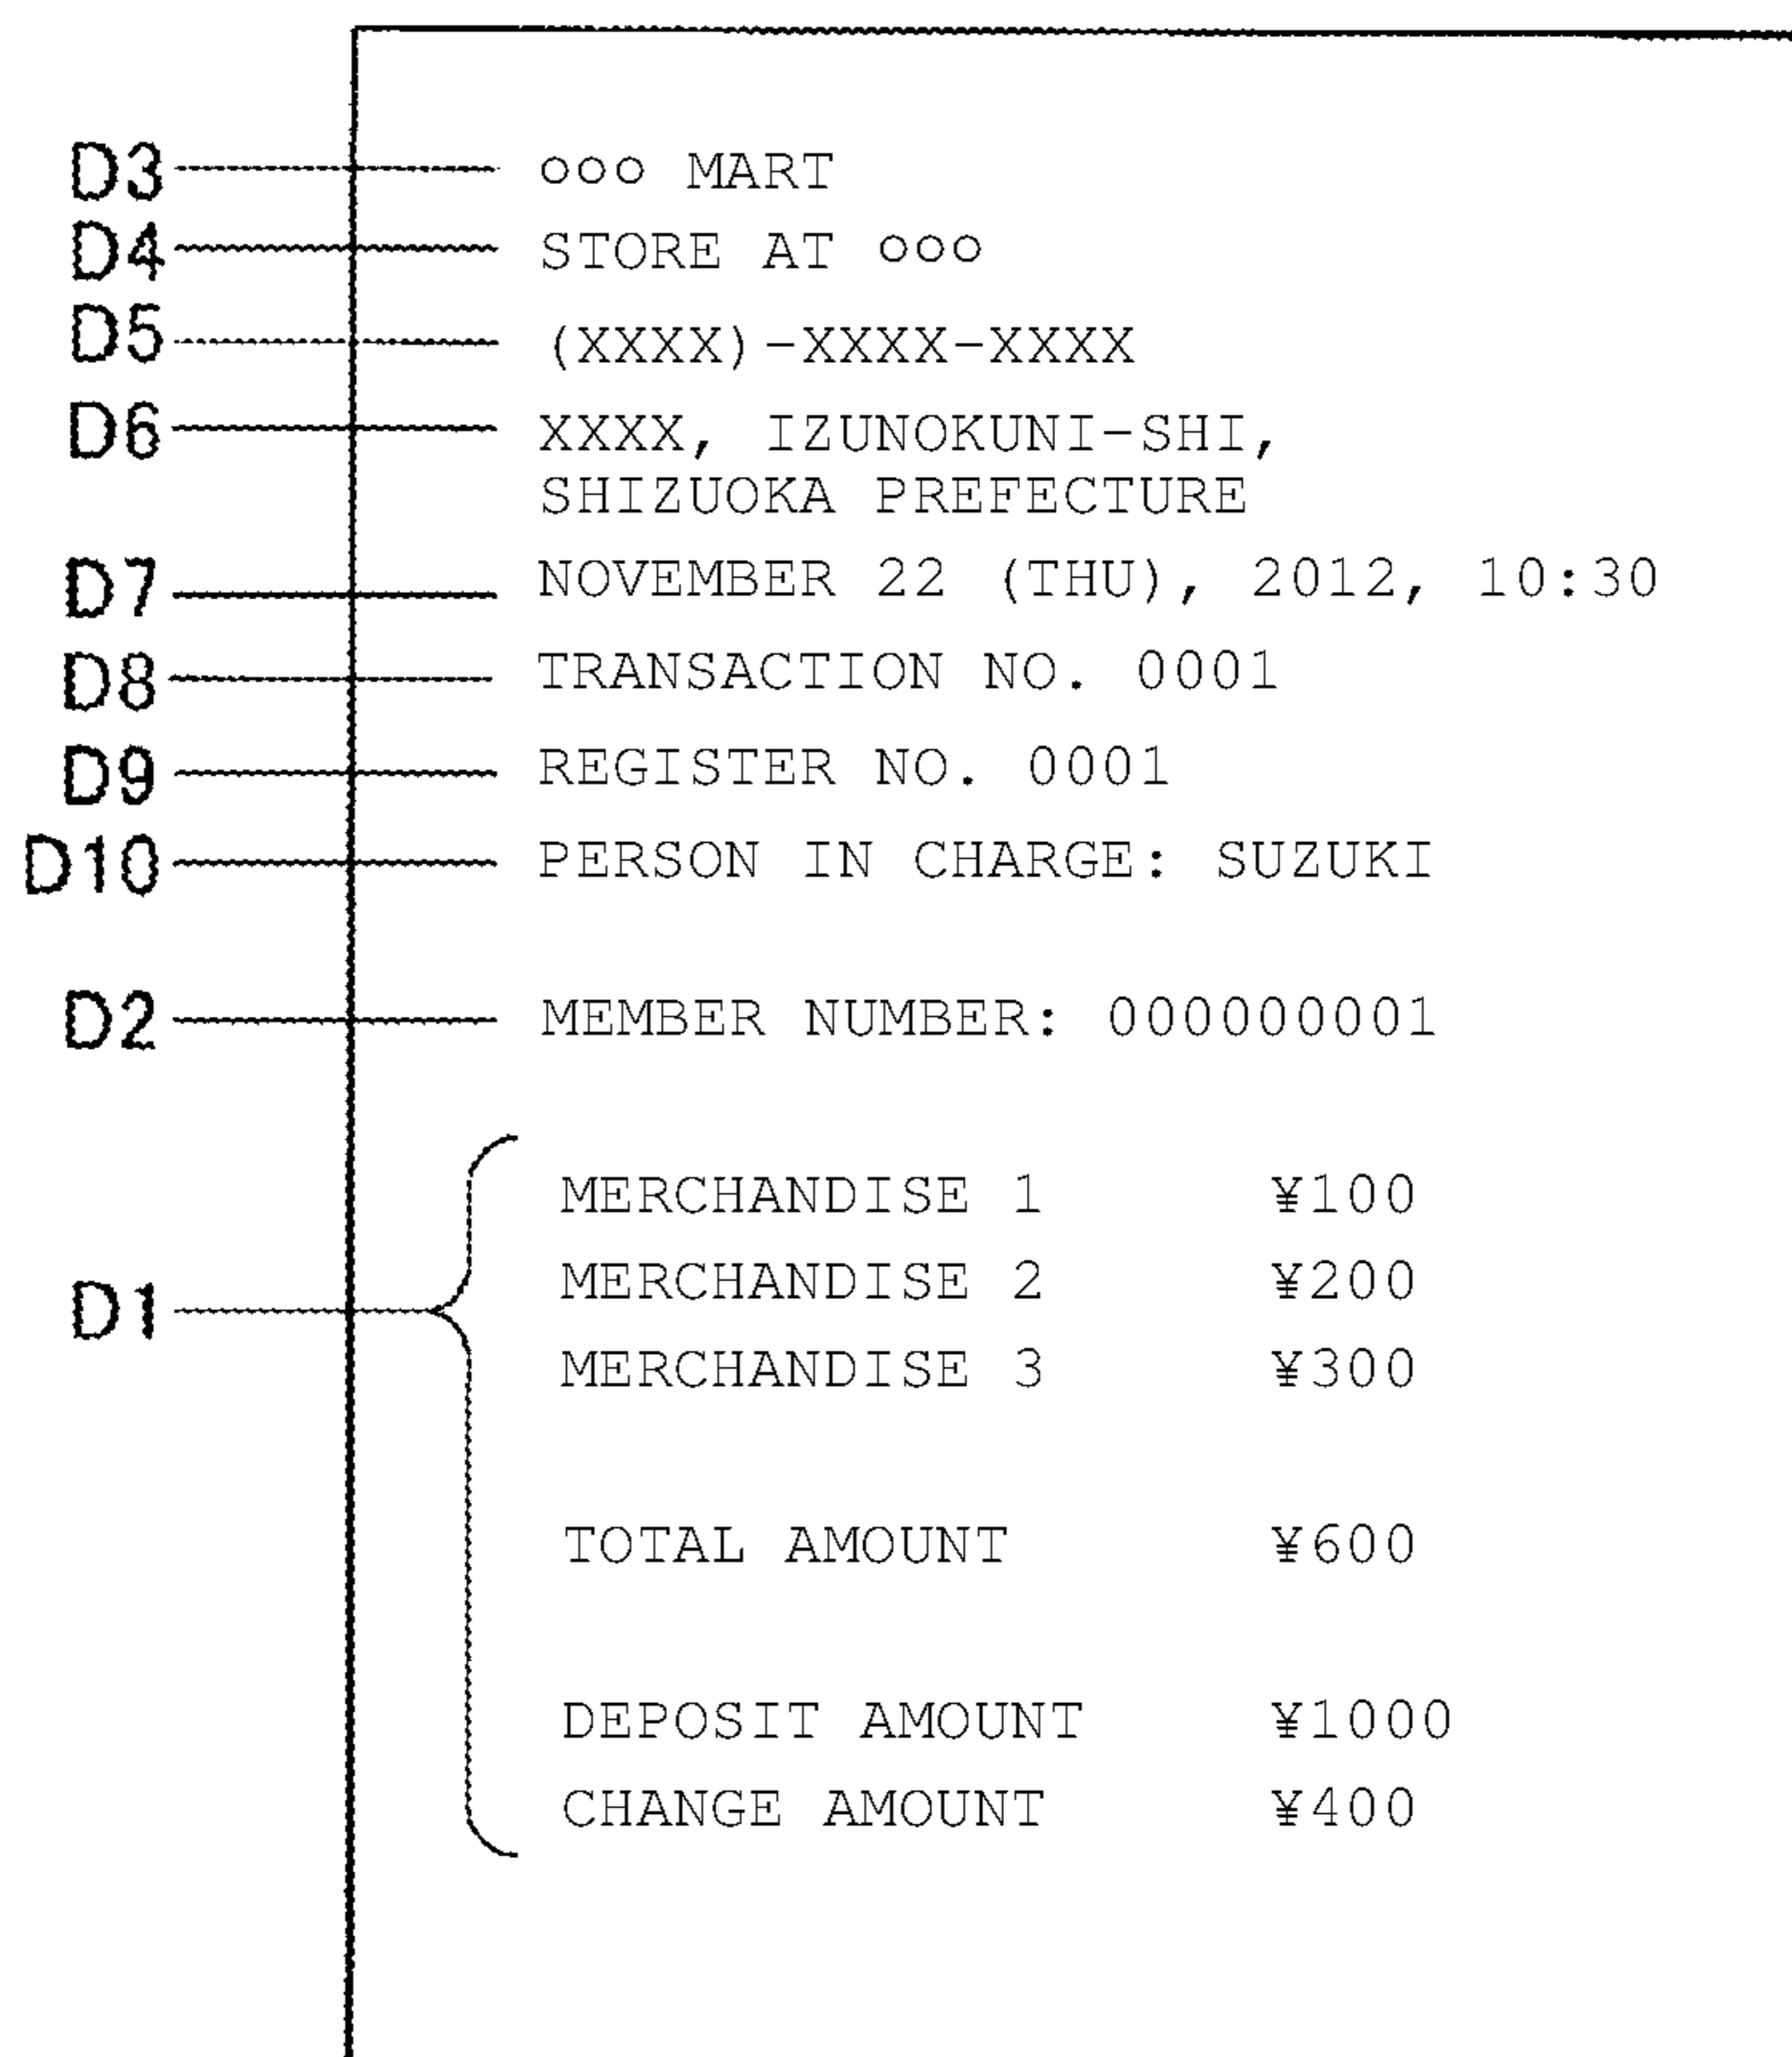 D3 ○○○ MART
D4 STORE AT ○○○
D5 (XXXX)-XXXX-XXXX
D6 XXXX, IZUNOKUNI-SHI,
SHIZUOKA PREFECTURE
D7 NOVEMBER 22 (THU), 2012, 10:30
D8 TRANSACTION NO. 0001
D9 REGISTER NO. 0001
D10 PERSON IN CHARGE: SUZUKI
D2 MEMBER NUMBER: 000000001
MERCHANDISE 1 ¥100
MERCHANDISE 2 ¥200
D1
MERCHANDISE 3 ¥300
TOTAL AMOUNT ¥600
DEPOSIT AMOUNT ¥1000
CHANGE AMOUNT ¥400